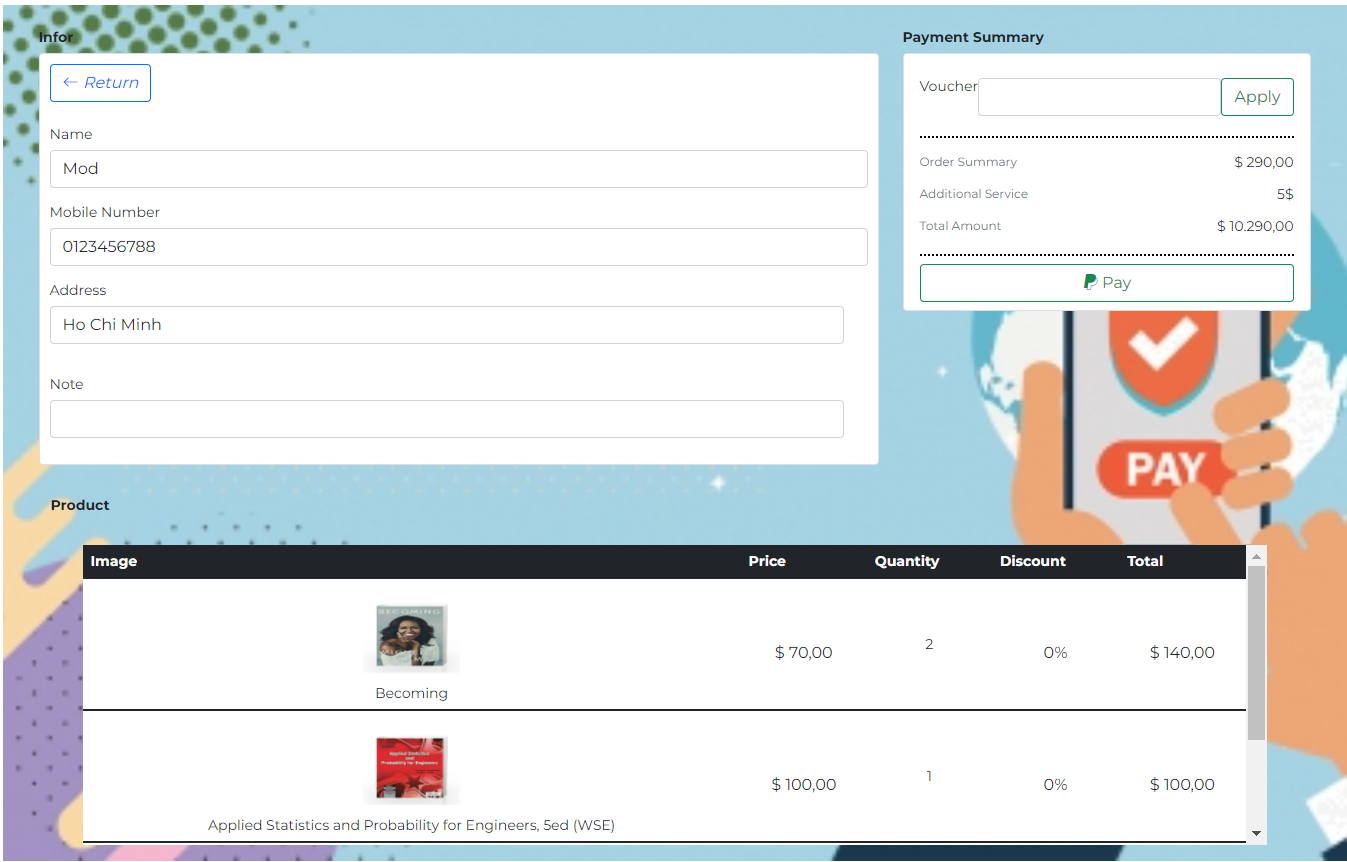 Infor
← Return
Name
Mod
Mobile Number
0123456788
Address
Ho Chi Minh
Note
Payment Summary
Voucher Apply
Order Summary $ 290,00
Additional Service 5$
Total Amount $ 10.290,00
Pay
PAY
Product
Image Price Quantity Discount Total
BECOMING
$ 70,00 2 0% $ 140,00
Becoming
Applied Statistics
and
Probability for Engineers
$ 100,00 1 0% $ 100,00
Applied Statistics and Probability for Engineers, 5ed (WSE)